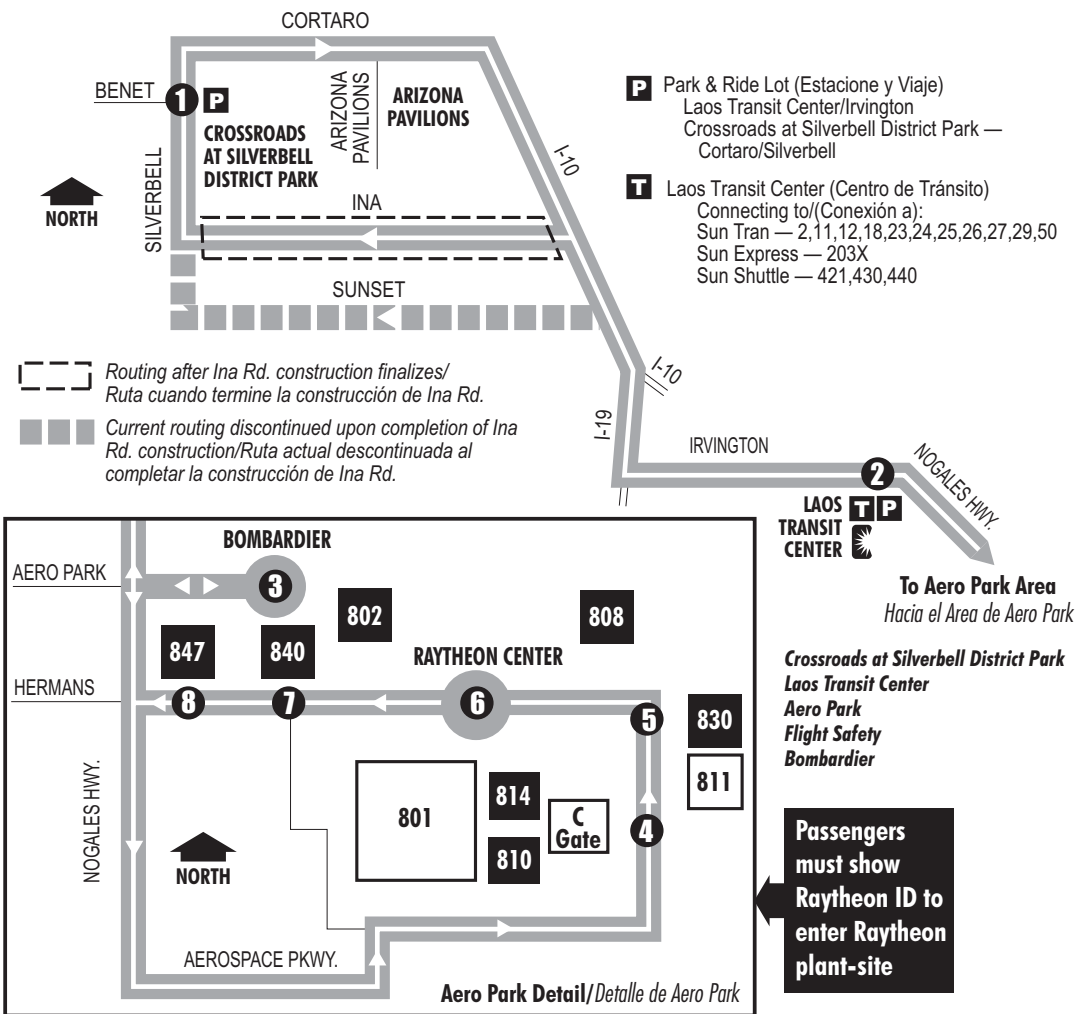 CORTARO
BENET
1 P
CROSSROADS
AT SILVERBELL
DISTRICT PARK
ARIZONA
PAVILIONS
ARIZONA
PAVILIONS
I-10
SILVERBELL
NORTH
INA
SUNSET
P Park & Ride Lot (Estacione y Viaje)
Laos Transit Center/Irvington
Crossroads at Silverbell District Park —
Cortaro/Silverbell
T Laos Transit Center (Centro de Tránsito)
Connecting to/(Conexión a):
Sun Tran — 2,11,12,18,23,24,25,26,27,29,50
Sun Express — 203X
Sun Shuttle — 421,430,440
Routing after Ina Rd. construction finalizes/
Ruta cuando termine la construcción de Ina Rd.
Current routing discontinued upon completion of Ina
Rd. construction/Ruta actual descontinuada al
completar la construcción de Ina Rd.
I-10
I-19
IRVINGTON
2
NOGALES HWY.
LAOS T P
TRANSIT
CENTER
To Aero Park Area
Hacia el Area de Aero Park
Crossroads at Silverbell District Park
Laos Transit Center
Aero Park
Flight Safety
Bombardier
BOMBARDIER
AERO PARK
3
802
808
847
840
RAYTHEON CENTER
HERMANS
8
7
6
5
830
811
801
814
810
C
Gate
4
NOGALES HWY.
NORTH
AEROSPACE PKWY.
Aero Park Detail/Detalle de Aero Park
Passengers
must show
Raytheon ID to
enter Raytheon
plant-site